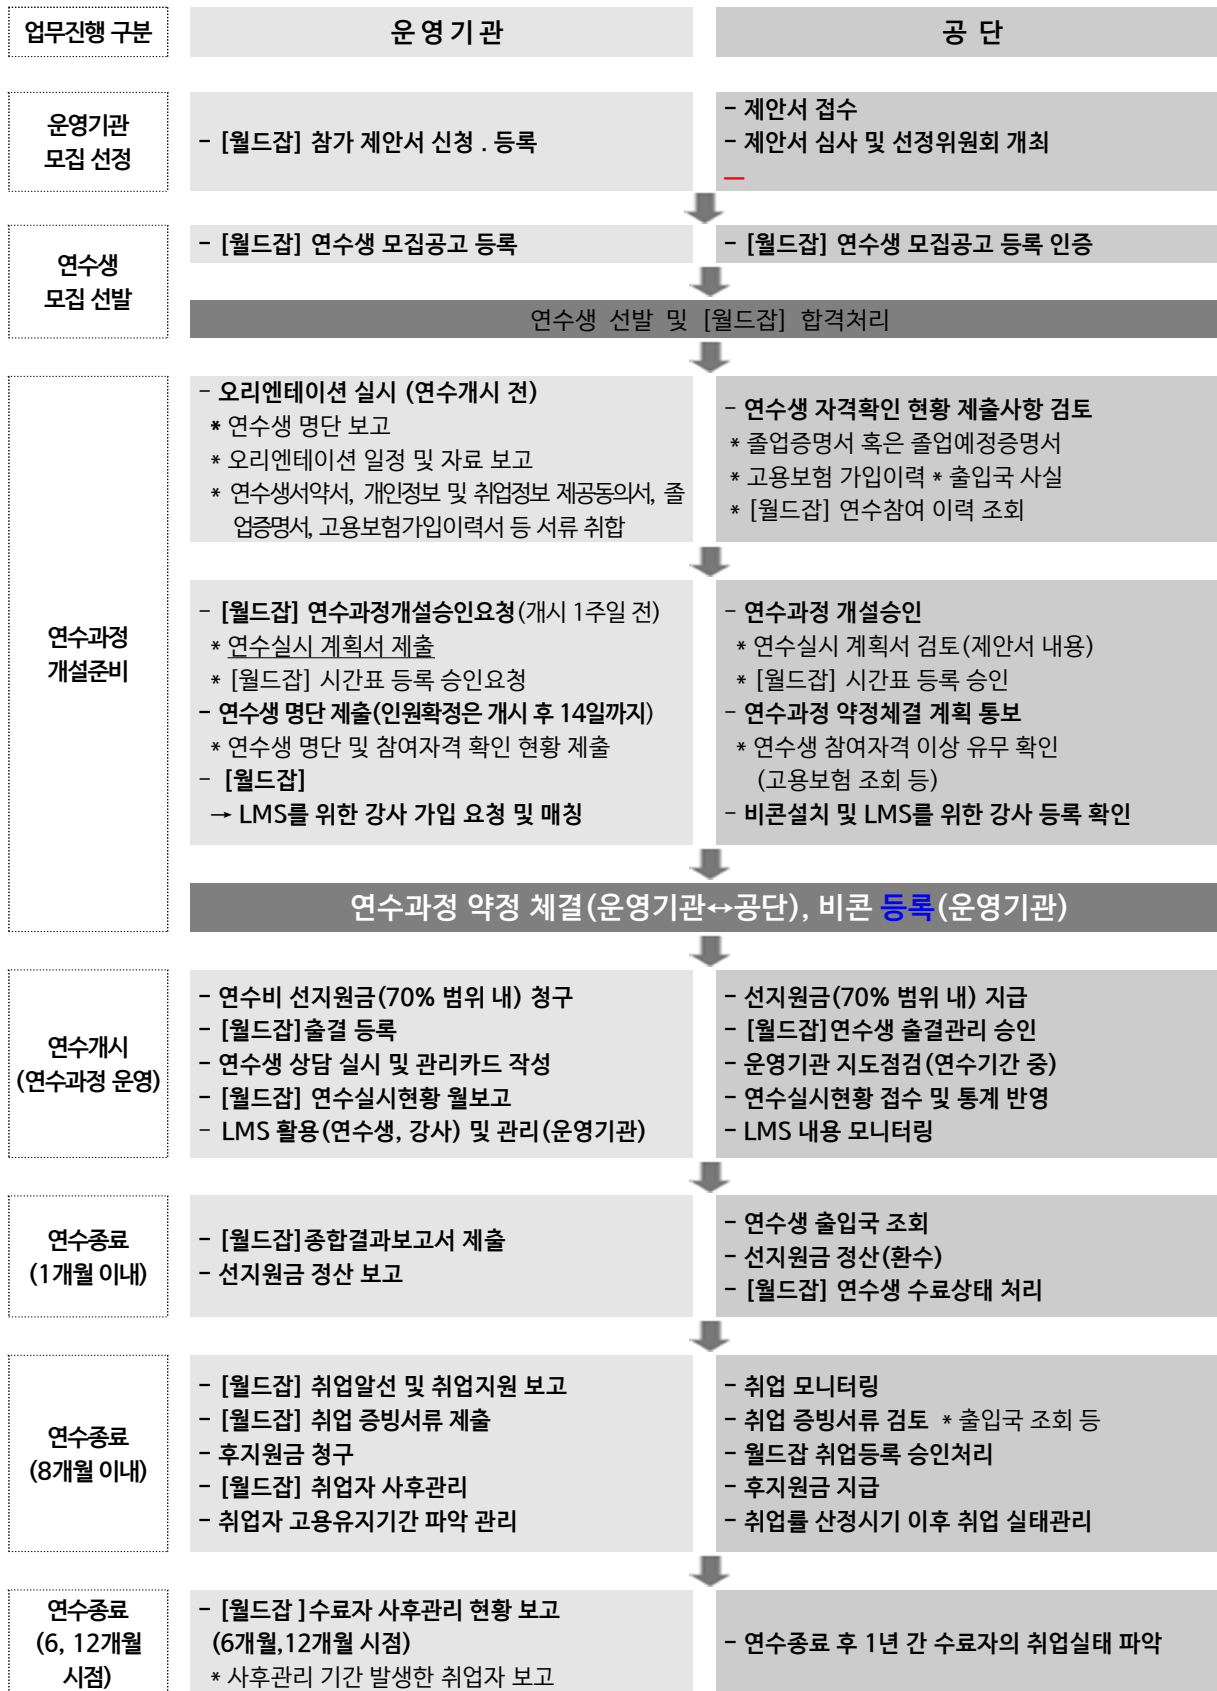 업무진행 구분
운영기관
공 단
운영기관
모집 선정
- [월드잡] 참가 제안서 신청 . 등록
- 제안서 접수
- 제안서 심사 및 선정위원회 개최
연수생
모집 선발
- [월드잡] 연수생 모집공고 등록
- [월드잡] 연수생 모집공고 등록 인증
연수생 선발 및 [월드잡] 합격처리
연수과정
개설준비
- 오리엔테이션 실시 (연수개시 전)
* 연수생 명단 보고
* 오리엔테이션 일정 및 자료 보고
* 연수생서약서, 개인정보 및 취업정보 제공동의서, 졸
업증명서, 고용보험가입이력서 등 서류 취합
- 연수생 자격확인 현황 제출사항 검토
* 졸업증명서 혹은 졸업예정증명서
* 고용보험 가입이력 * 출입국 사실
* [월드잡] 연수참여 이력 조회
- [월드잡] 연수과정개설승인요청(개시 1주일 전)
* 연수실시 계획서 제출
* [월드잡] 시간표 등록 승인요청
- 연수생 명단 제출(인원확정은 개시 후 14일까지)
* 연수생 명단 및 참여자격 확인 현황 제출
- [월드잡]
→ LMS를 위한 강사 가입 요청 및 매칭
- 연수과정 개설승인
* 연수실시 계획서 검토(제안서 내용)
* [월드잡] 시간표 등록 승인
- 연수과정 약정체결 계획 통보
* 연수생 참여자격 이상 유무 확인
(고용보험 조회 등)
- 비콘설치 및 LMS를 위한 강사 등록 확인
연수과정 약정 체결(운영기관↔공단), 비콘 등록(운영기관)
연수개시
(연수과정 운영)
- 연수비 선지원금(70% 범위 내) 청구
- [월드잡]출결 등록
- 연수생 상담 실시 및 관리카드 작성
- [월드잡] 연수실시현황 월보고
- LMS 활용(연수생, 강사) 및 관리(운영기관)
- 선지원금(70% 범위 내) 지급
- [월드잡]연수생 출결관리 승인
- 운영기관 지도점검(연수기간 중)
- 연수실시현황 접수 및 통계 반영
- LMS 내용 모니터링
연수종료
(1개월 이내)
- [월드잡]종합결과보고서 제출
- 선지원금 정산 보고
- 연수생 출입국 조회
- 선지원금 정산(환수)
- [월드잡] 연수생 수료상태 처리
연수종료
(8개월 이내)
- [월드잡] 취업알선 및 취업지원 보고
- [월드잡] 취업 증빙서류 제출
- 후지원금 청구
- [월드잡] 취업자 사후관리
- 취업자 고용유지기간 파악 관리
- 취업 모니터링
- 취업 증빙서류 검토 * 출입국 조회 등
- 월드잡 취업등록 승인처리
- 후지원금 지급
- 취업률 산정시기 이후 취업 실태관리
연수종료
(6, 12개월
시점)
- [월드잡 ]수료자 사후관리 현황 보고
(6개월,12개월 시점)
* 사후관리 기간 발생한 취업자 보고
- 연수종료 후 1년 간 수료자의 취업실태 파악